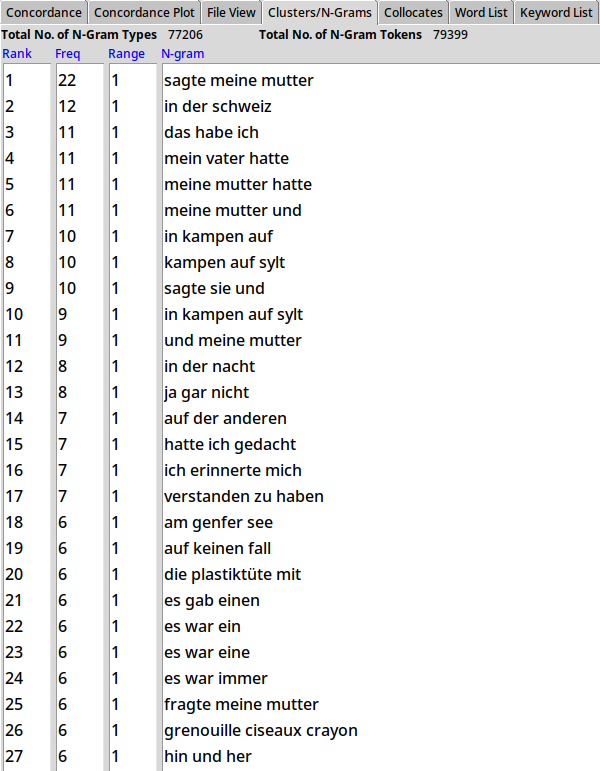 Concordance Concordance Plot File View Clusters/N-Grams Collocates Word List Keyword List
Total No. of N-Gram Types 77206 Total No. of N-Gram Tokens 79399
Rank Freq Range N-gram
1 22 1 sagte meine mutter
2 12 1 in der schweiz
3 11 1 das habe ich
4 11 1 mein vater hatte
5 11 1 meine mutter hatte
6 11 1 meine mutter und
7 10 1 in kampen auf
8 10 1 kampen auf sylt
9 10 1 sagte sie und
10 9 1 in kampen auf sylt
11 9 1 und meine mutter
12 8 1 in der nacht
13 8 1 ja gar nicht
14 7 1 auf der anderen
15 7 1 hatte ich gedacht
16 7 1 ich erinnerte mich
17 7 1 verstanden zu haben
18 6 1 am genfer see
19 6 1 auf keinen fall
20 6 1 die plastiktüte mit
21 6 1 es gab einen
22 6 1 es war ein
23 6 1 es war eine
24 6 1 es war immer
25 6 1 fragte meine mutter
26 6 1 grenouille ciseaux crayon
27 6 1 hin und her